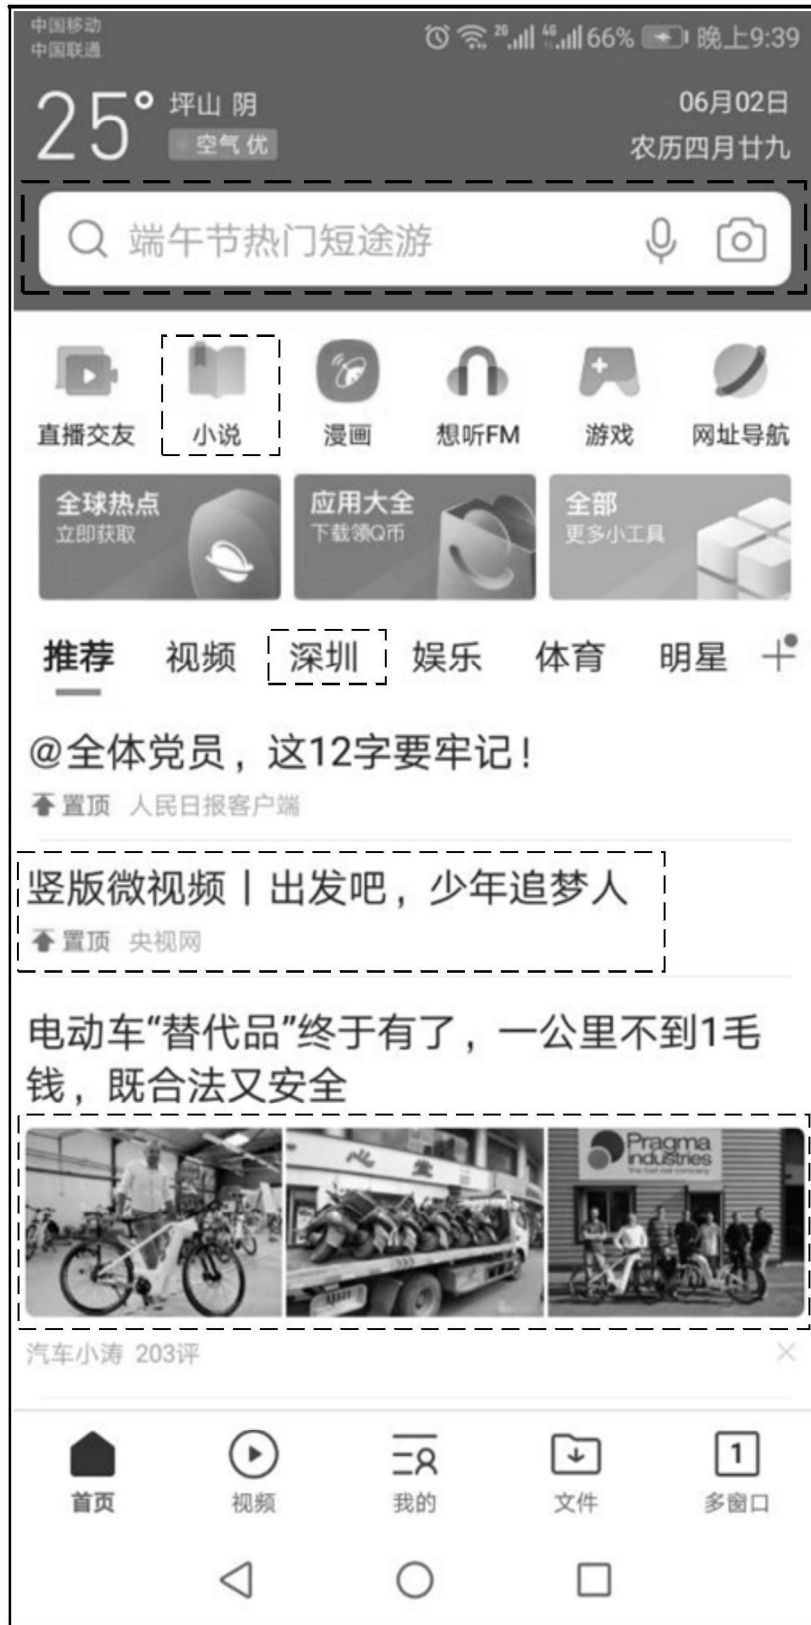 中国移动
中国联通
2G 4G 66% 晚上9:39
25° 坪山 阴
空气 优
06月02日
农历四月廿九
端午节热门短途游
直播交友 小说 漫画 想听FM 游戏 网址导航
全球热点 应用大全 全部
立即获取 下载领Q币 更多小工具
推荐 视频 深圳 娱乐 体育 明星
@全体党员，这12字要牢记！
置顶 人民日报客户端
竖版微视频丨出发吧，少年追梦人
置顶 央视网
电动车“替代品”终于有了，一公里不到1毛
钱，既合法又安全
Pragma
industries
the fuel cell company
汽车小涛 203评
1
首页 视频 我的 文件 多窗口